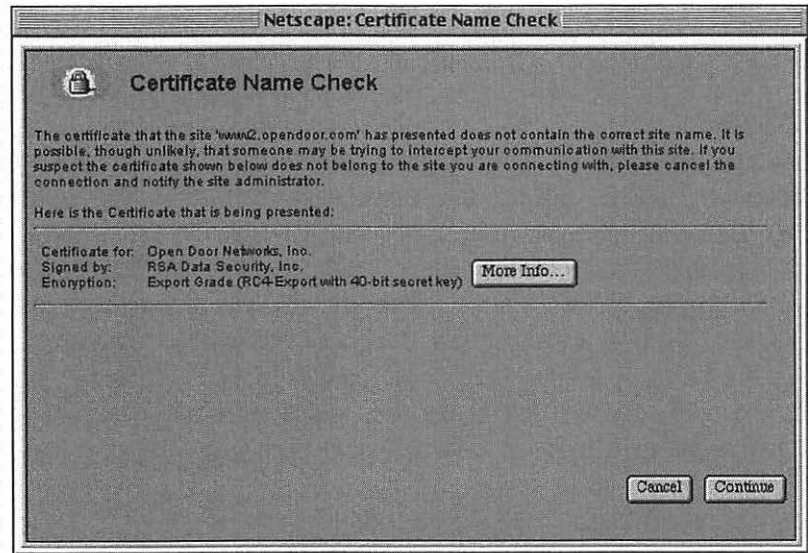 Netscape: Certificate Name Check
Certificate Name Check
The certificate that the site 'www2.opendoor.com' has presented does not contain the correct site name. It is
possible, though unlikely, that someone may be trying to intercept your communication with this site. If you
suspect the certificate shown below does not belong to the site you are connecting with, please cancel the
connection and notify the site administrator.
Here is the Certificate that is being presented:
Certificate for: Open Door Networks, Inc.
Signed by: RSA Data Security, Inc.
Encryption: Export Grade (RC4-Export with 40-bit secret key)
More Info...
Cancel Continue